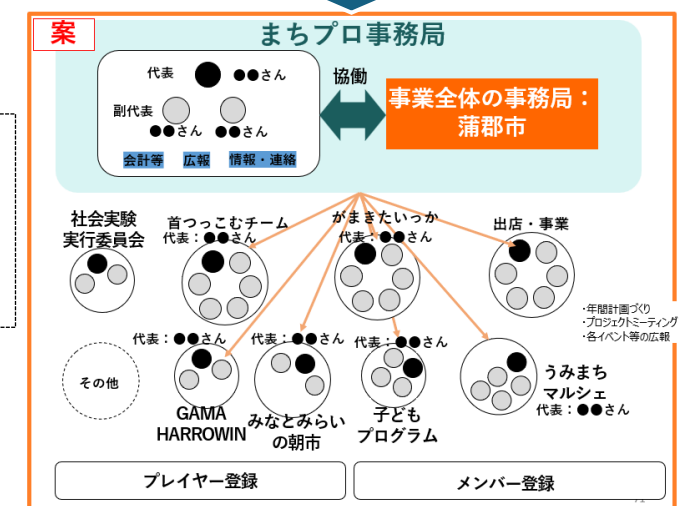 案
まちプロ事務局
代表 ●●さん
副代表
●●さん ●●さん
会計等 広報 情報・連絡
協働
事業全体の事務局：
蒲郡市
社会実験
実行委員会
首つっこむチーム
代表：●●さん
がまきたいっか
代表：●●さん
出店・事業
・年間計画づくり
・プロジェクトミーティング
・各イベント等の広報
その他
代表：●●さん
GAMA
HARROWIN
代表：●●さん
みなとみらい
の朝市
代表：●●さん
子ども
プログラム
うみまち
マルシェ
代表：●●さん
プレイヤー登録
メンバー登録